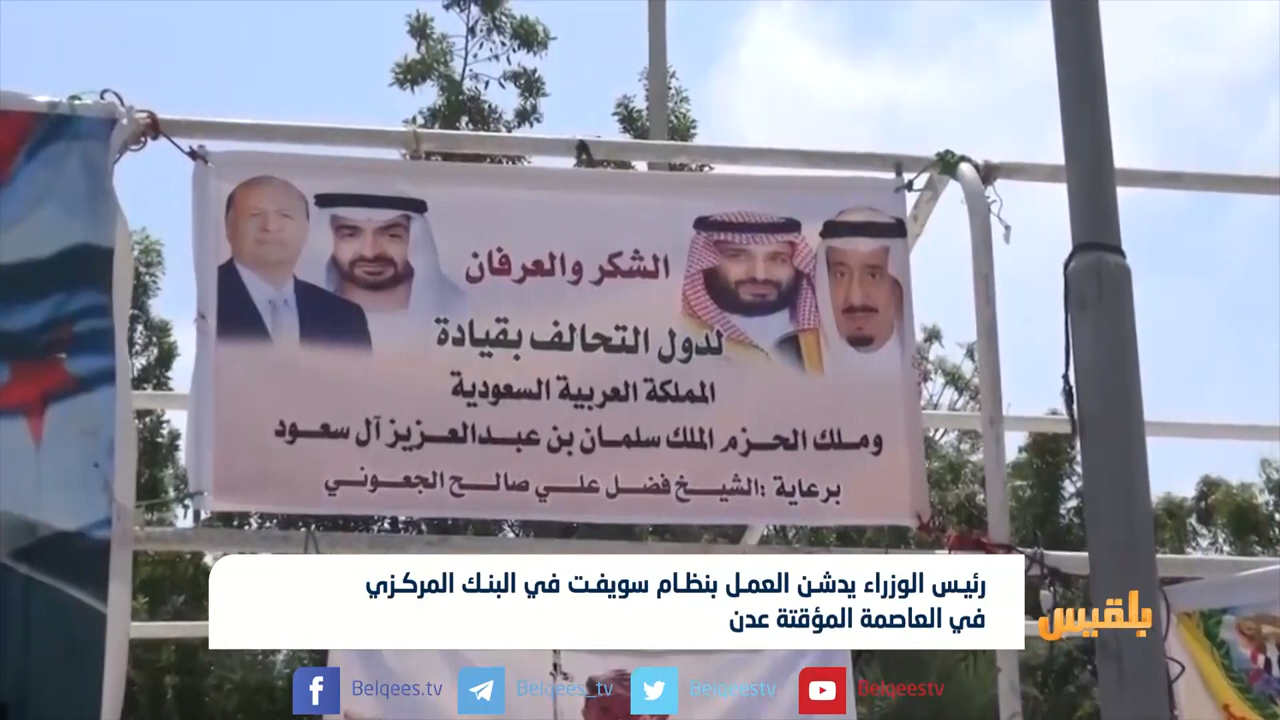 الشكر والعرفان
لدول التحالف بقيادة
المملكة العربية السعودية
وملك الحزم الملك سلمان بن عبدالعزيز آل سعود
برعاية :الشيخ فضل علي صالح الجعوني
رئيس الوزراء يدشن العمل بنظام سويفت في البنك المركزي
في العاصمة المؤقتة عدن
بلقيس
Belqees.tv
Belqees_tv
Belqeestv
Belqeestv